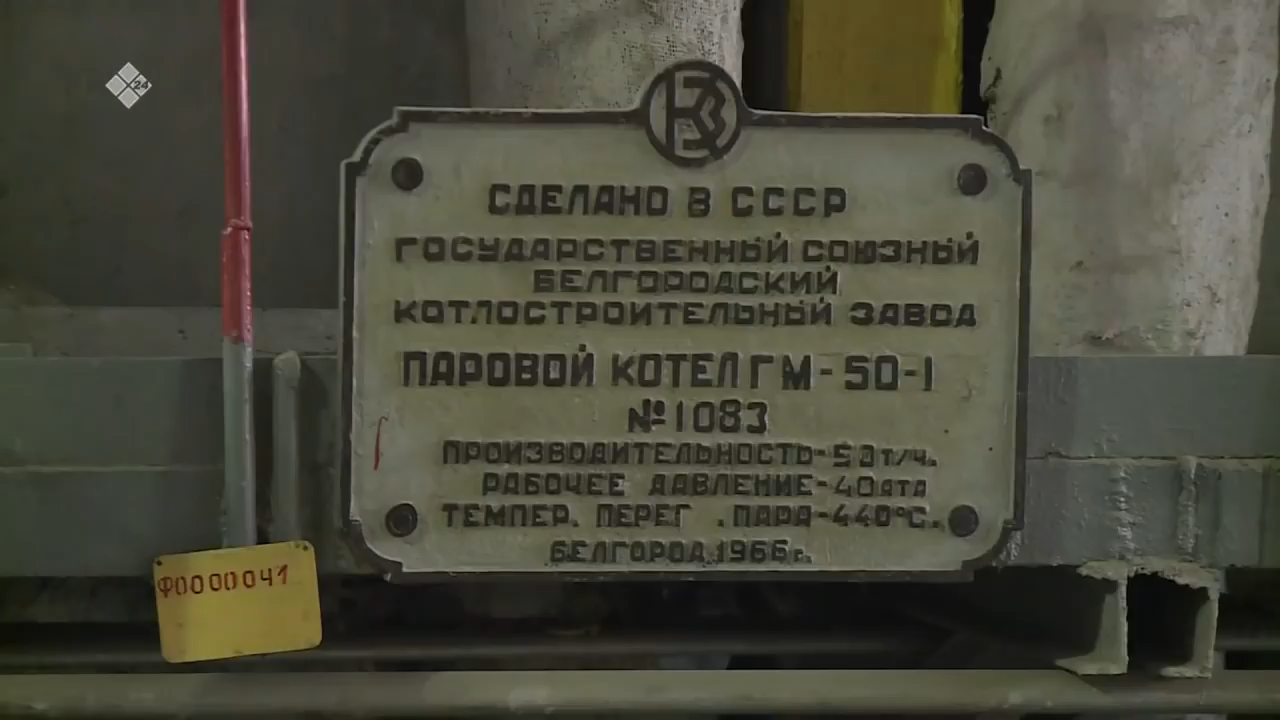 24
СДЕЛАНО В СССР
ГОСУДАРСТВЕННЫЙ СОЮЗНЫЙ
БЕЛГОРОДСКИЙ
КОТЛОСТРОИТЕЛЬНЫЙ ЗАВОД
ПАРОВОЙ КОТЕЛ ГМ-50-1
№1083
ПРОИЗВОДИТЕЛЬНОСТЬ-50т/ч.
РАБОЧЕЕ ДАВЛЕНИЕ-40АТА
ТЕМПЕР. ПЕРЕГ .ПАРА-440°С.
БЕЛГОРОД 1966г.
Ф0000041